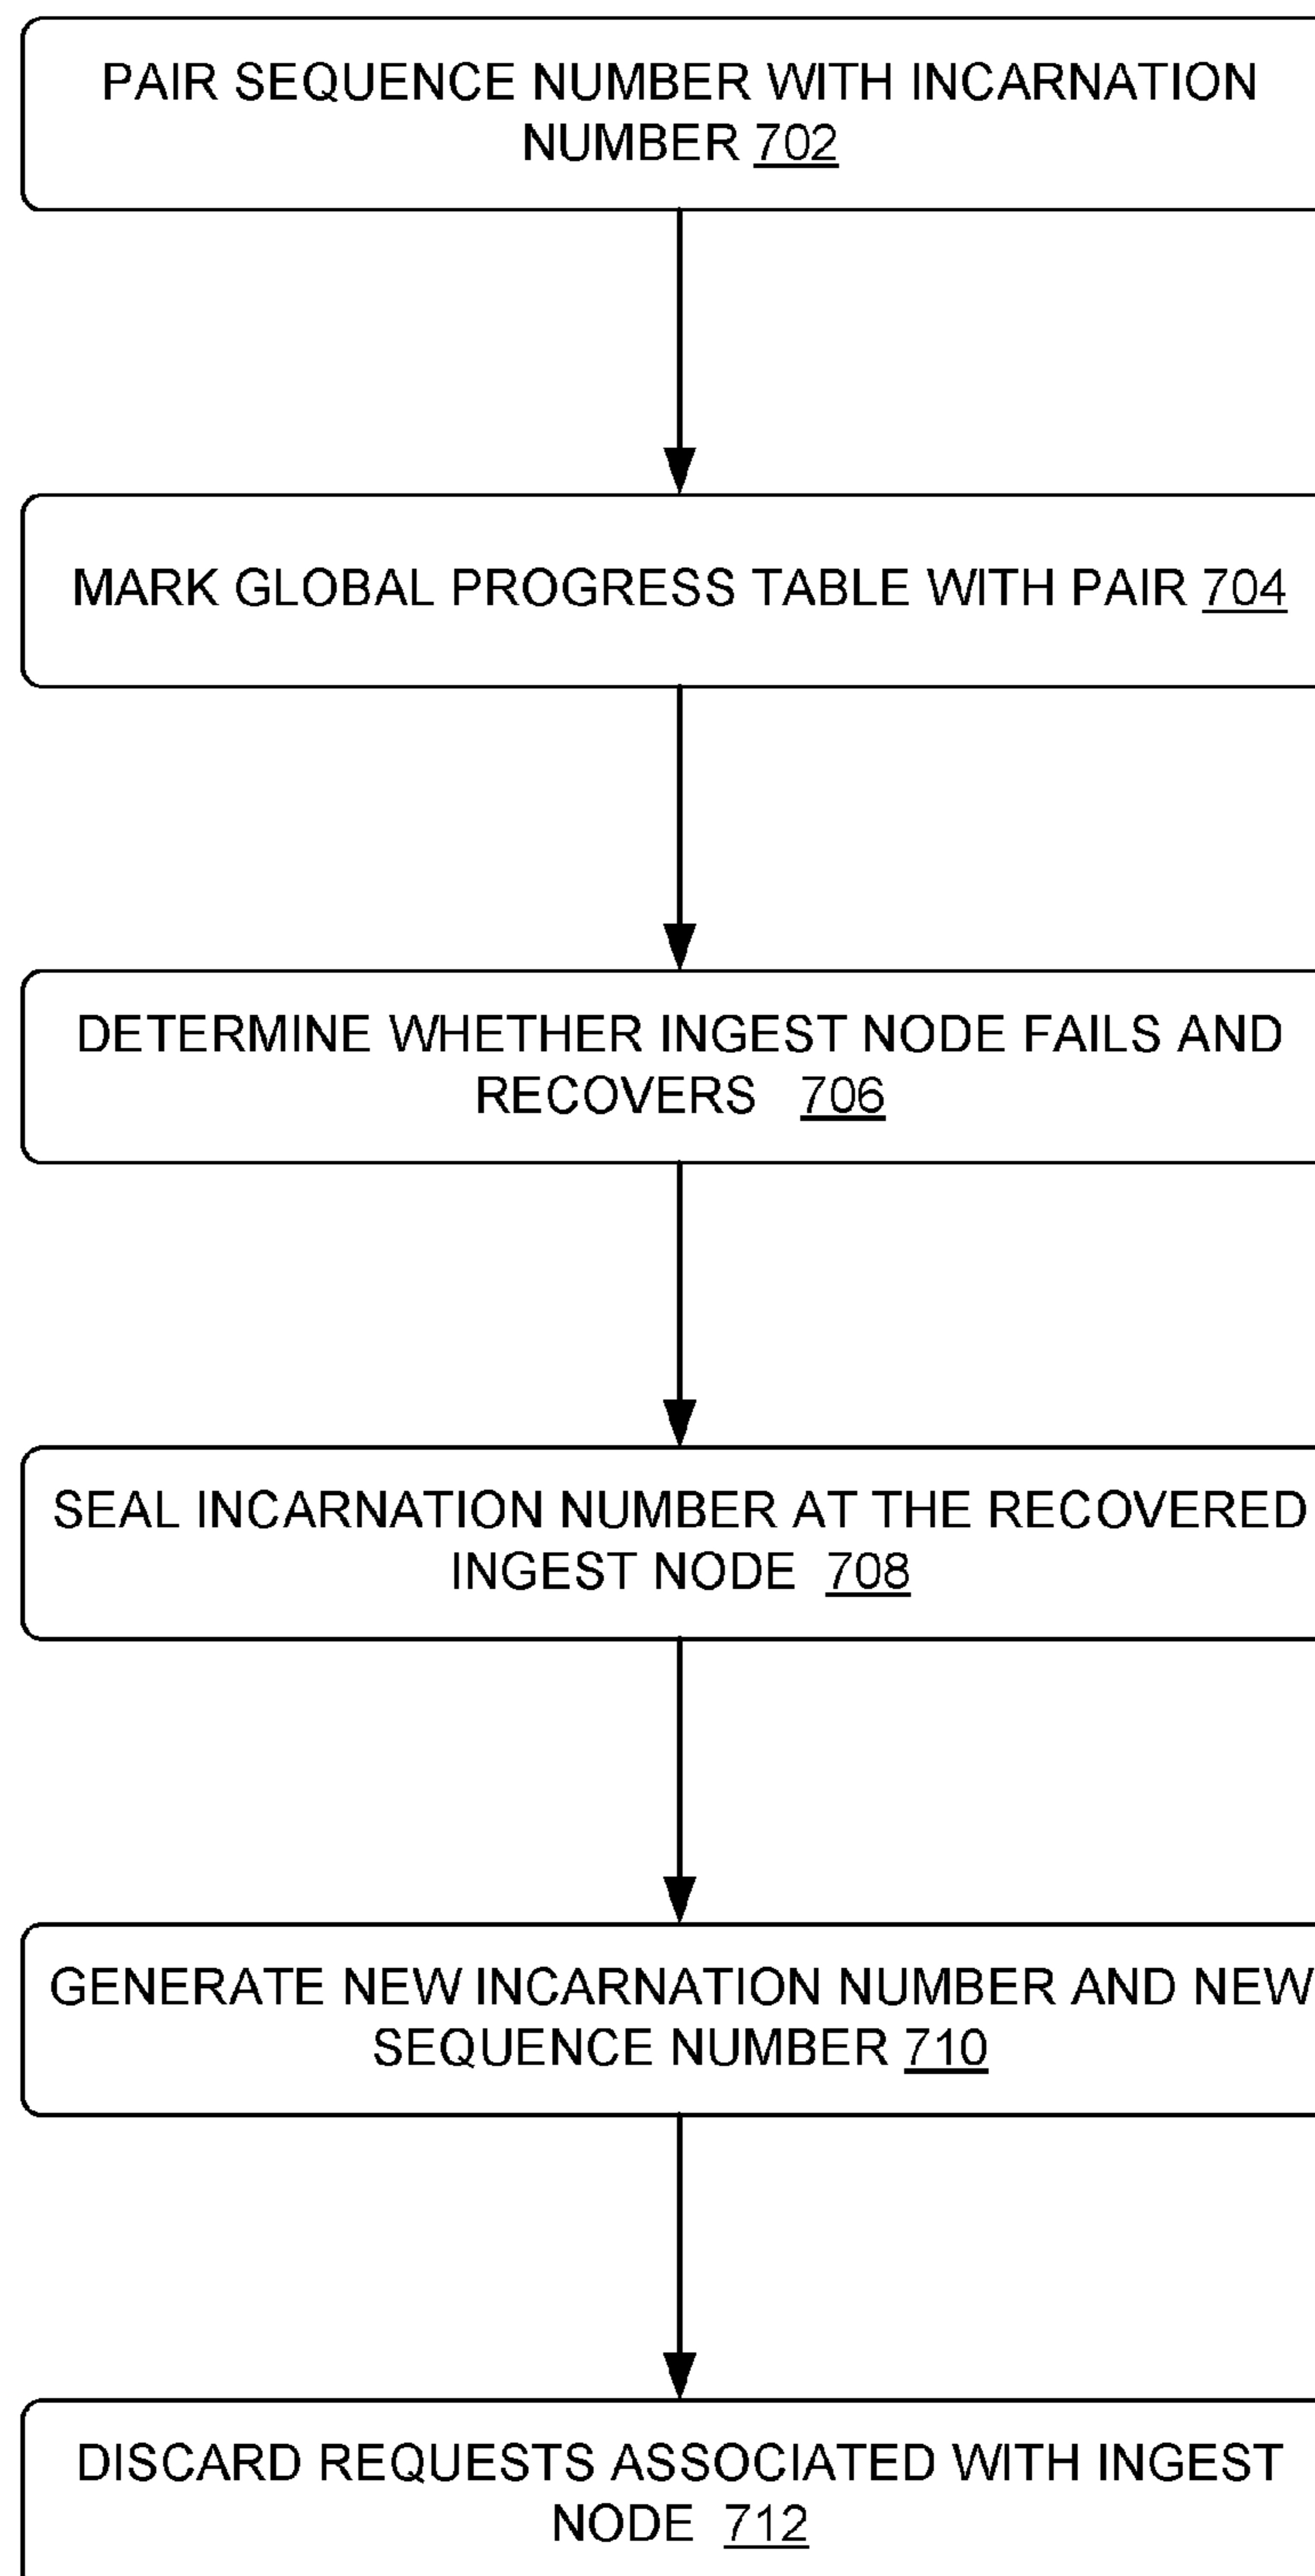 PAIR SEQUENCE NUMBER WITH INCARNATION
NUMBER 702
MARK GLOBAL PROGRESS TABLE WITH PAIR 704
DETERMINE WHETHER INGEST NODE FAILS AND
RECOVERS 706
SEAL INCARNATION NUMBER AT THE RECOVERED
INGEST NODE 708
GENERATE NEW INCARNATION NUMBER AND NEW
SEQUENCE NUMBER 710
DISCARD REQUESTS ASSOCIATED WITH INGEST
NODE 712